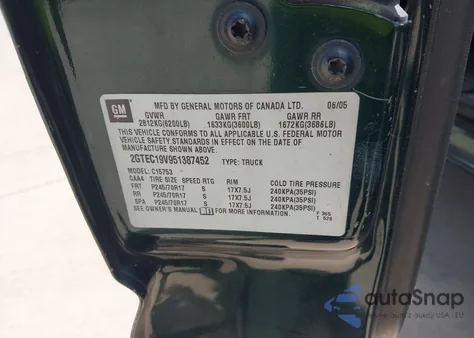 GM
MFD BY GENERAL MOTORS OF CANADA LTD. 06/05
GVWR GAWR FRT GAWR RR
2812KG(6200LB) 1633KG(3600LB) 1672KG(3686LB)
THIS VEHICLE CONFORMS TO ALL APPLICABLE U.S. FEDERAL MOTOR
VEHICLE SAFETY STANDARDS IN EFFECT ON THE DATE OF
MANUFACTURE SHOWN ABOVE.
2GTEC19V951387452 TYPE: TRUCK
MODEL: C15753
CAA4 TIRE SIZE SPEED RTG RIM COLD TIRE PRESSURE
FRT P245/70R17 S 17X7.5J 240KPA(35PSI)
RR P245/70R17 S 17X7.5J 240KPA(35PSI)
SPA P245/70R17 S 17X7.5J 240KPA(35PSI)
SEE OWNER'S MANUAL FOR MORE INFORMATION.
F 365
T 528
autoSnap